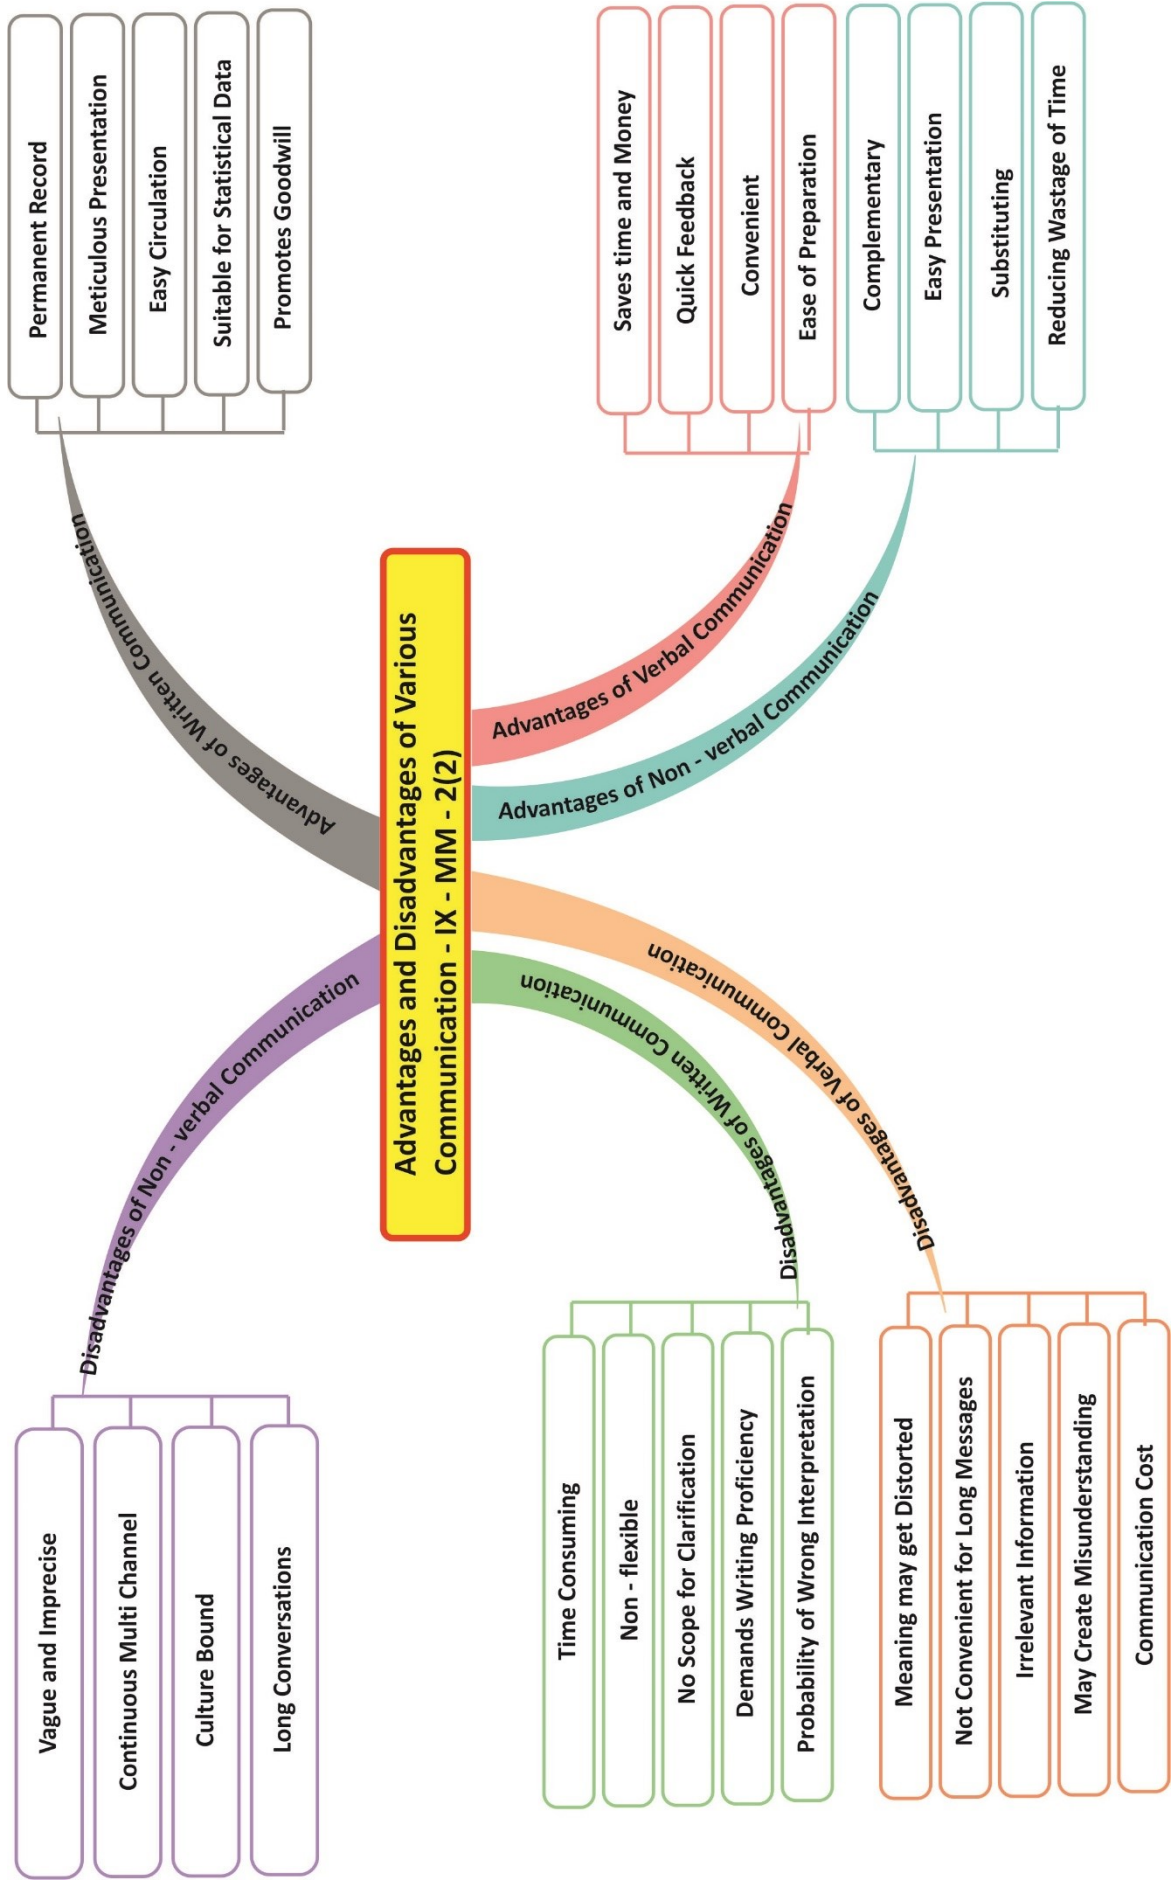 Advantages and Disadvantages of Various
Communication - IX - MM - 2(2)
Advantages of Verbal Communication
Saves time and Money
Quick Feedback
Convenient
Ease of Preparation
Advantages of Non - verbal Communication
Complementary
Easy Presentation
Substituting
Reducing Wastage of Time
Disadvantages of Verbal Communication
Meaning may get Distorted
Not Convenient for Long Messages
Irrelevant Information
May Create Misunderstanding
Communication Cost
Disadvantages of Written Communication
Time Consuming
Non - flexible
No Scope for Clarification
Demands Writing Proficiency
Probability of Wrong Interpretation
Disadvantages of Non - verbal Communication
Vague and Imprecise
Continuous Multi Channel
Culture Bound
Long Conversations
Advantages of Written Communication
Permanent Record
Meticulous Presentation
Easy Circulation
Suitable for Statistical Data
Promotes Goodwill